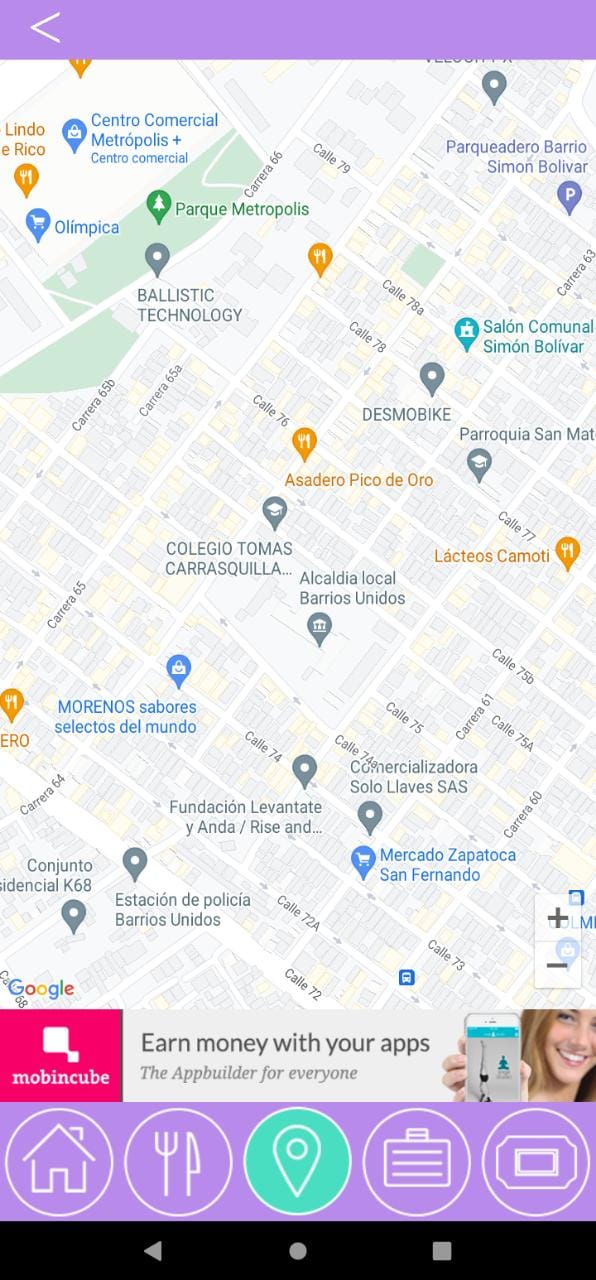 Lindo
e Rico
Centro Comercial
Metrópolis +
Centro comercial
Parqueadero Barrio
Simon Bolivar
Calle 79
Carrera 66
Olímpica
Parque Metropolis
Carrera 63
BALLISTIC
TECHNOLOGY
Calle 78a
Salón Comunal
Simón Bolívar
Calle 78
Carrera 65b
Carrera 65a
DESMOBIKE
Calle 76
Parroquia San Mat
Asadero Pico de Oro
Calle 77
COLEGIO TOMAS
CARRASQUILLA...
Lácteos Camoti
Alcaldia local
Barrios Unidos
Carrera 65
Calle 75b
MORENOS sabores
selectos del mundo
Carrera 61
Calle 75
Calle 75A
ERO
Calle 74
Calle 74a
Comercializadora
Solo Llaves SAS
Carrera 64
Carrera 60
Fundación Levantate
y Anda / Rise and...
Mercado Zapatoca
San Fernando
Conjunto
sidencial K68
Estación de policía
Barrios Unidos
Calle 72A
+
Calle 73
−
Calle 72
68
Google
mobincube
Earn money with your apps
The Appbuilder for everyone